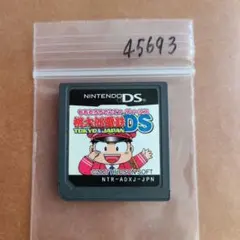 45693
NINTENDO DS
桃太郎電鉄DS
TOKYO & JAPAN
NTR-ADXJ-JPN